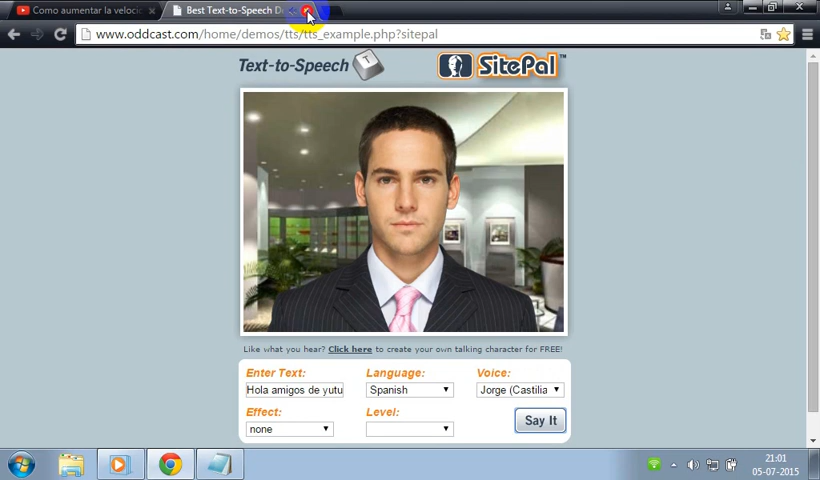 Como aumentar la veloci
Best Text-to-Speech D
www.oddcast.com/home/demos/tts/tts_example.php?sitepal
Text-to-Speech T
SitePal™
Like what you hear? Click here to create your own talking character for FREE!
Enter Text: Language: Voice:
Hola amigos de yutu Spanish Jorge (Castilia
Effect: Level:
none Say It
21:01
05-07-2015